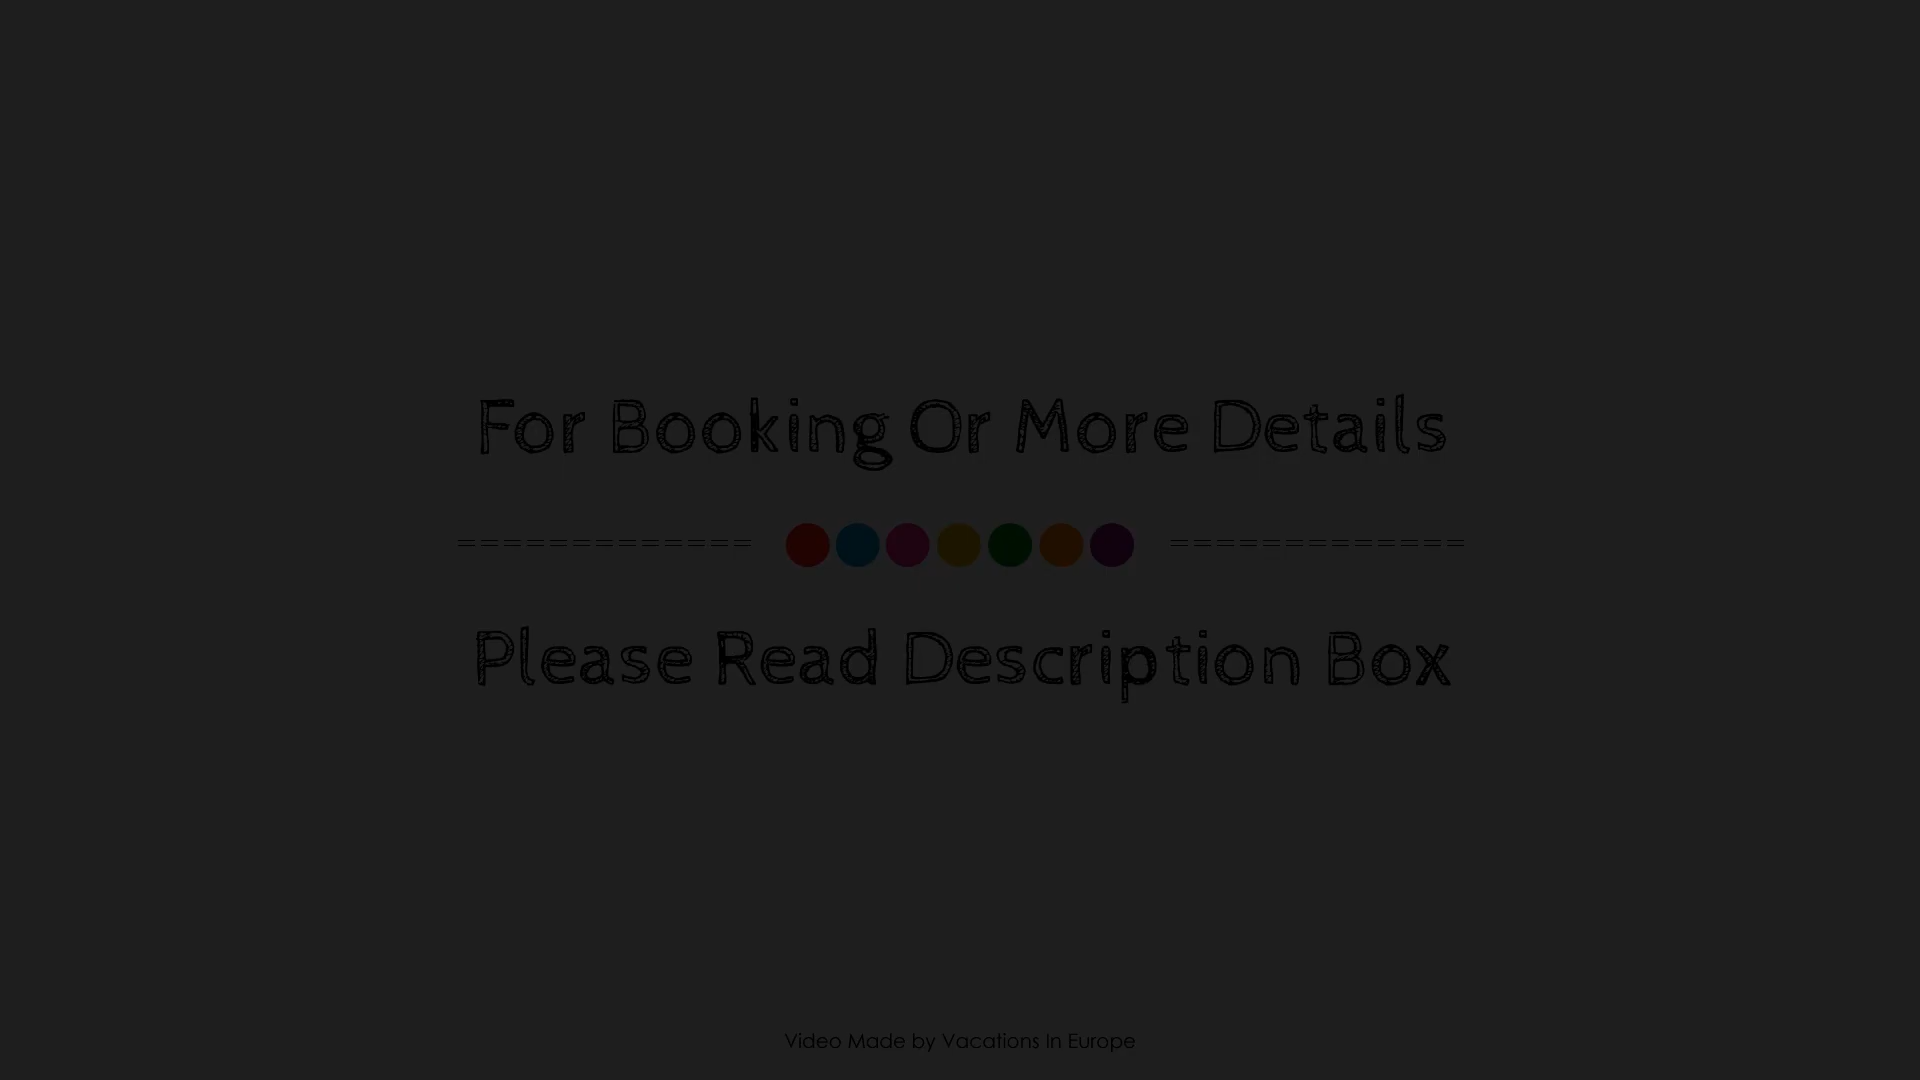 For Booking Or More Details
============= =============
Please Read Description Box
Video Made by Vacations In Europe